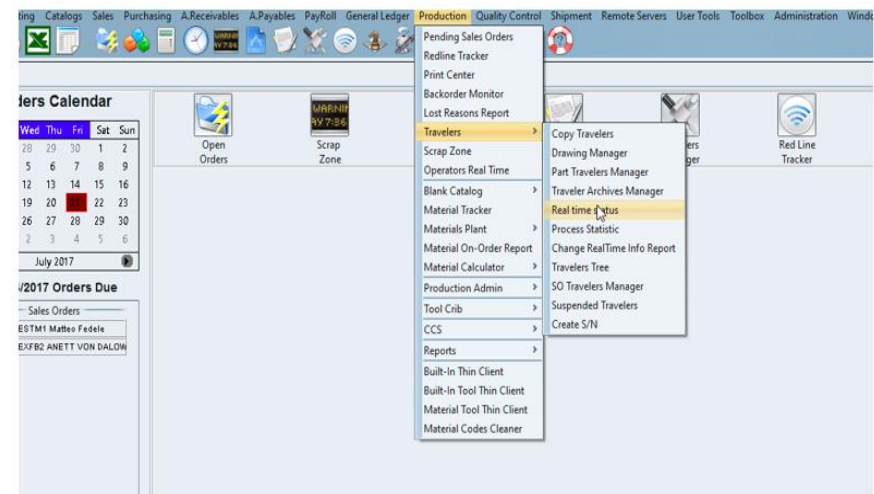 ting Catalogs Sales Purchasing A.Receivables A.Payables PayRoll General Ledger Production Quality Control Shipment Remote Servers User Tools Toolbox Administration Windo
ders Calendar
Wed Thu Fri Sat Sun
28 29 30 1 2
5 6 7 8 9
12 13 14 15 16
19 20 21 22 23
26 27 28 29 30
2 3 4 5 6
July 2017
/2017 Orders Due
Sales Orders
ESTM1 Matteo Fedele
EXFB2 ANETT VON DALOW
Open
Orders
WARNIN
AY 7:36
Scrap
Zone
Pending Sales Orders
Redline Tracker
Print Center
Backorder Monitor
Lost Reasons Report
Travelers >
Scrap Zone
Operators Real Time
Blank Catalog >
Material Tracker
Materials Plant >
Material On-Order Report
Material Calculator >
Production Admin >
Tool Crib >
CCS >
Reports >
Built-In Thin Client
Built-In Tool Thin Client
Material Tool Thin Client
Material Codes Cleaner
Copy Travelers
Drawing Manager
Part Travelers Manager
Traveler Archives Manager
Real time status
Process Statistic
Change RealTime Info Report
Travelers Tree
SO Travelers Manager
Suspended Travelers
Create S/N
ers
ger
Red Line
Tracker